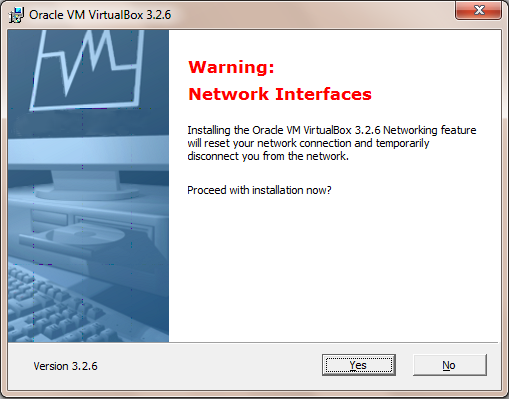 Oracle VM VirtualBox 3.2.6
Warning:
Network Interfaces
Installing the Oracle VM VirtualBox 3.2.6 Networking feature
will reset your network connection and temporarily
disconnect you from the network.
Proceed with installation now?
Version 3.2.6
Yes
No